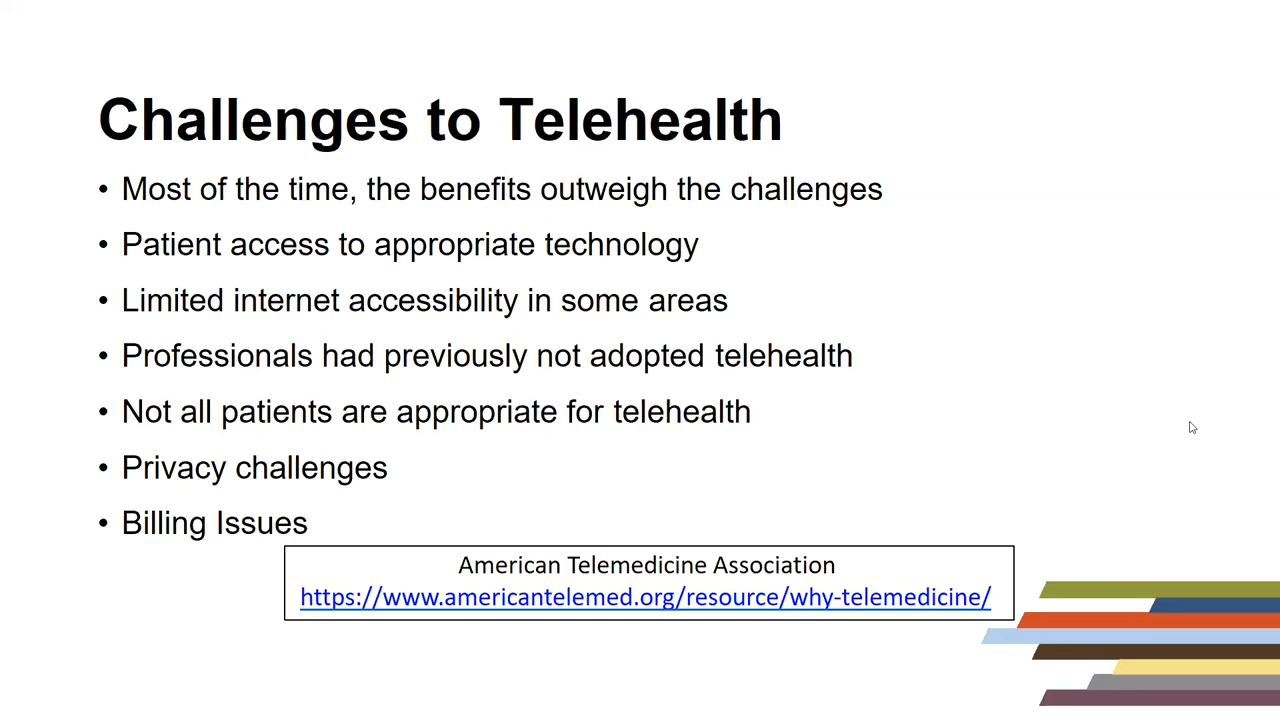 Challenges to Telehealth
• Most of the time, the benefits outweigh the challenges
• Patient access to appropriate technology
• Limited internet accessibility in some areas
• Professionals had previously not adopted telehealth
• Not all patients are appropriate for telehealth
• Privacy challenges
• Billing Issues
American Telemedicine Association
https://www.americantelemed.org/resource/why-telemedicine/